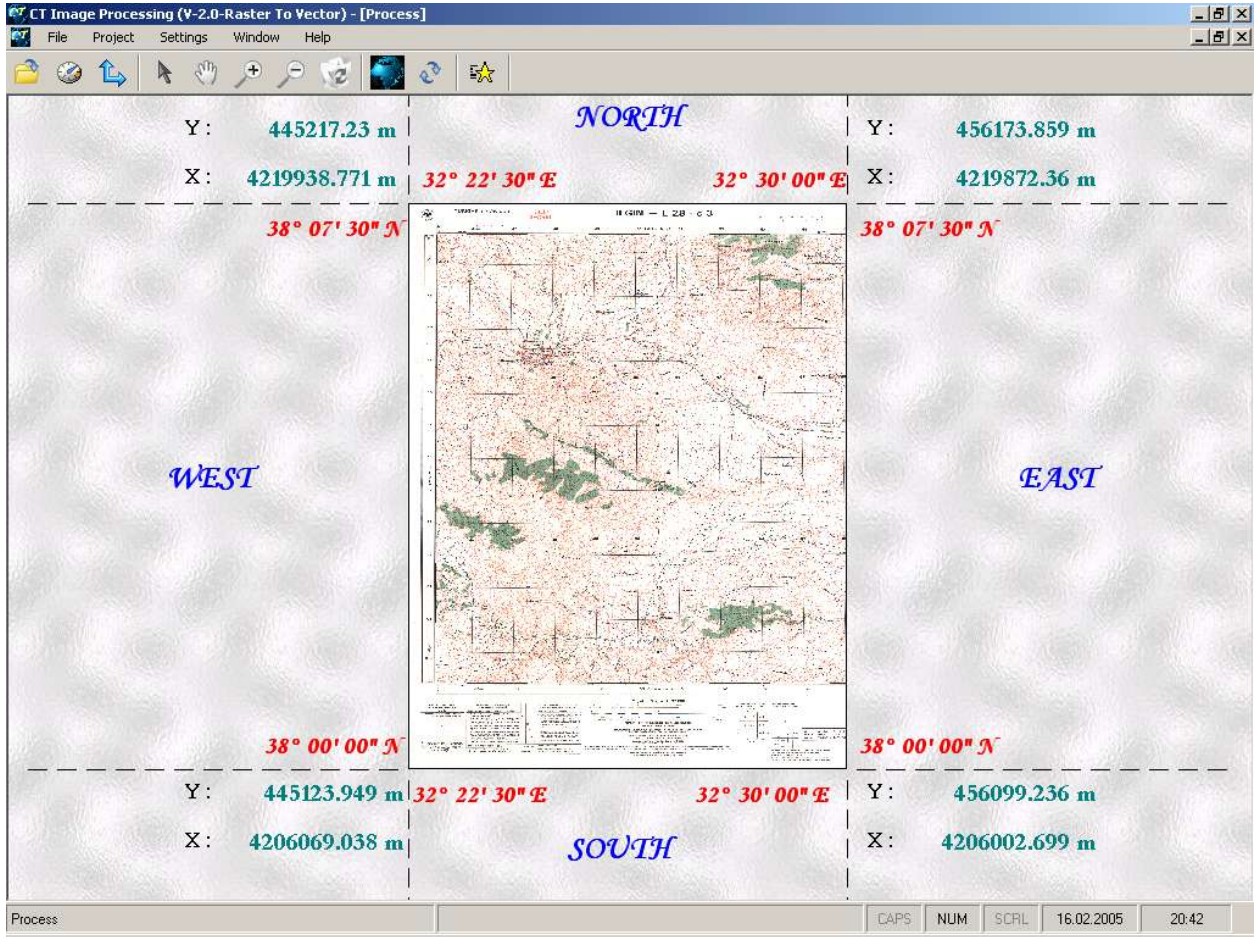 CT Image Processing (V-2.0-Raster To Vector) - [Process]
File Project Settings Window Help
NORTH
Y: 445217.23 m
Y: 456173.859 m
X: 4219938.771 m
32° 22' 30" E
32° 30' 00" E
X: 4219872.36 m
38° 07' 30" N
38° 07' 30" N
L 28 - c 3
WEST
EAST
38° 00' 00" N
38° 00' 00" N
Y: 445123.949 m
32° 22' 30" E
32° 30' 00" E
Y: 456099.236 m
X: 4206069.038 m
SOUTH
X: 4206002.699 m
Process CAPS NUM SCRL 16.02.2005 20:42